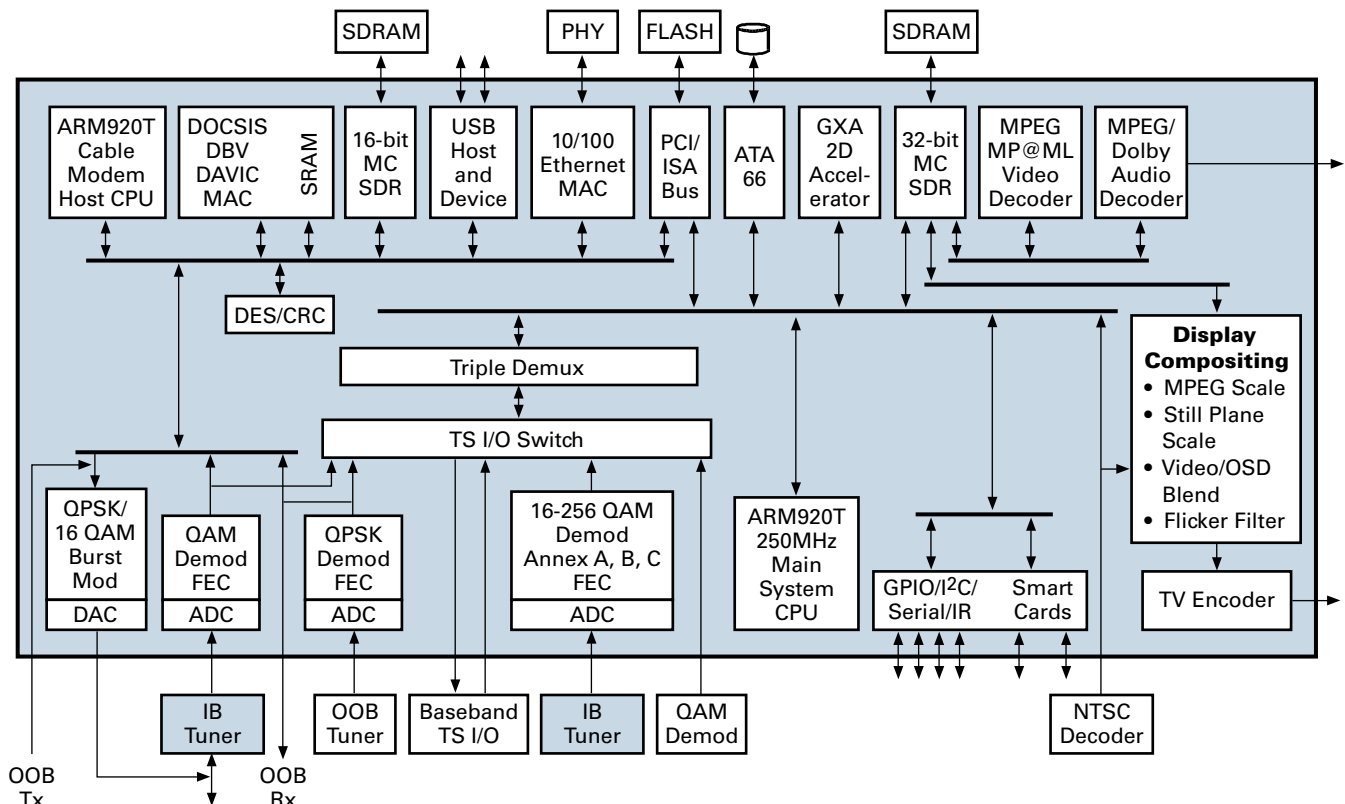 SDRAM
PHY
FLASH
SDRAM
ARM920T
Cable
Modem
Host CPU
DOCSIS
DBV
DAVIC
MAC
SRAM
16-bit
MC
SDR
USB
Host
and
Device
10/100
Ethernet
MAC
PCI/
ISA
Bus
ATA
66
GXA
2D
Accel-
erator
32-bit
MC
SDR
MPEG
MP@ML
Video
Decoder
MPEG/
Dolby
Audio
Decoder
DES/CRC
Triple Demux
TS I/O Switch
Display
Compositing
• MPEG Scale
• Still Plane
Scale
• Video/OSD
Blend
• Flicker Filter
QPSK/
16 QAM
Burst
Mod
DAC
QAM
Demod
FEC
ADC
QPSK
Demod
FEC
ADC
16-256 QAM
Demod
Annex A, B, C
FEC
ADC
ARM920T
250MHz
Main
System
CPU
GPIO/I²C/
Serial/IR
Smart
Cards
TV Encoder
IB
Tuner
OOB
Tuner
Baseband
TS I/O
IB
Tuner
QAM
Demod
NTSC
Decoder
OOB
Tx
OOB
Rx